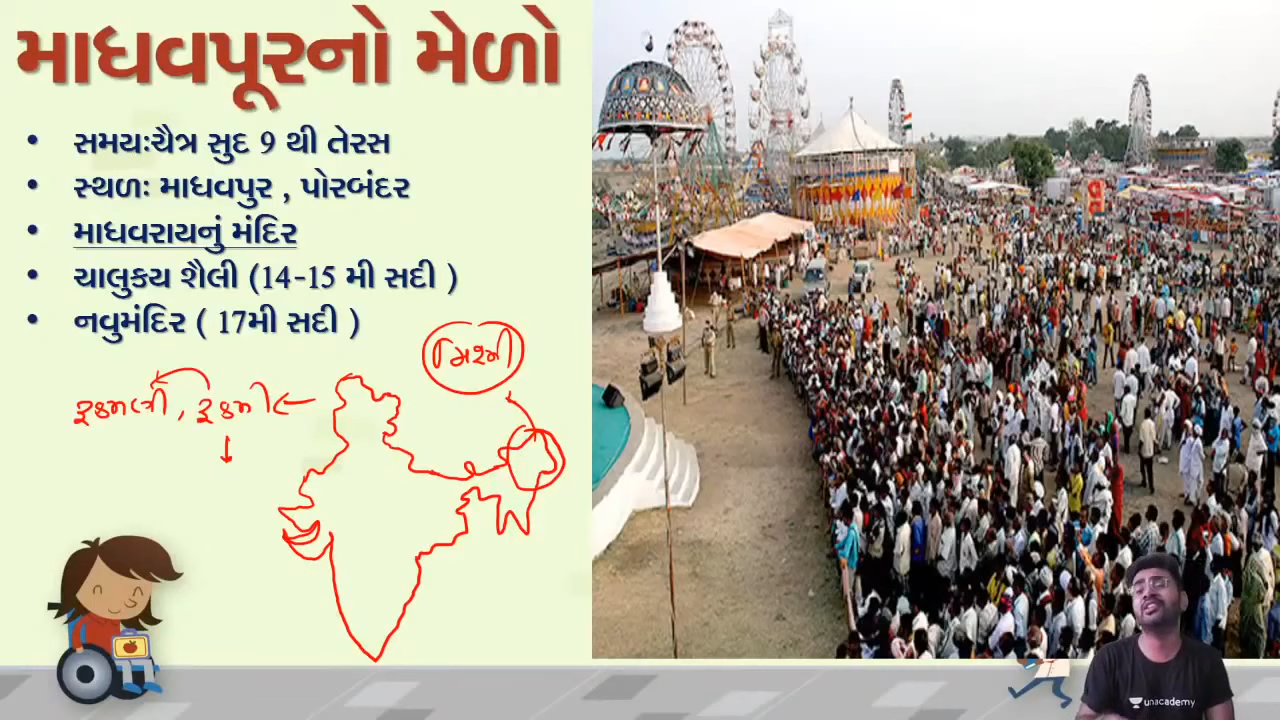 માધવપૂરનો મેળો
• સમયઃચૈત્ર સુદ 9 થી તેરસ
• સ્થળઃ માધવપુર , પોરબંદર
• માધવરાયનું મંદિર
• ચાલુક્ય શૈલી (14-15 મી સદી )
• નવુમંદિર ( 17મી સદી )
unacademy